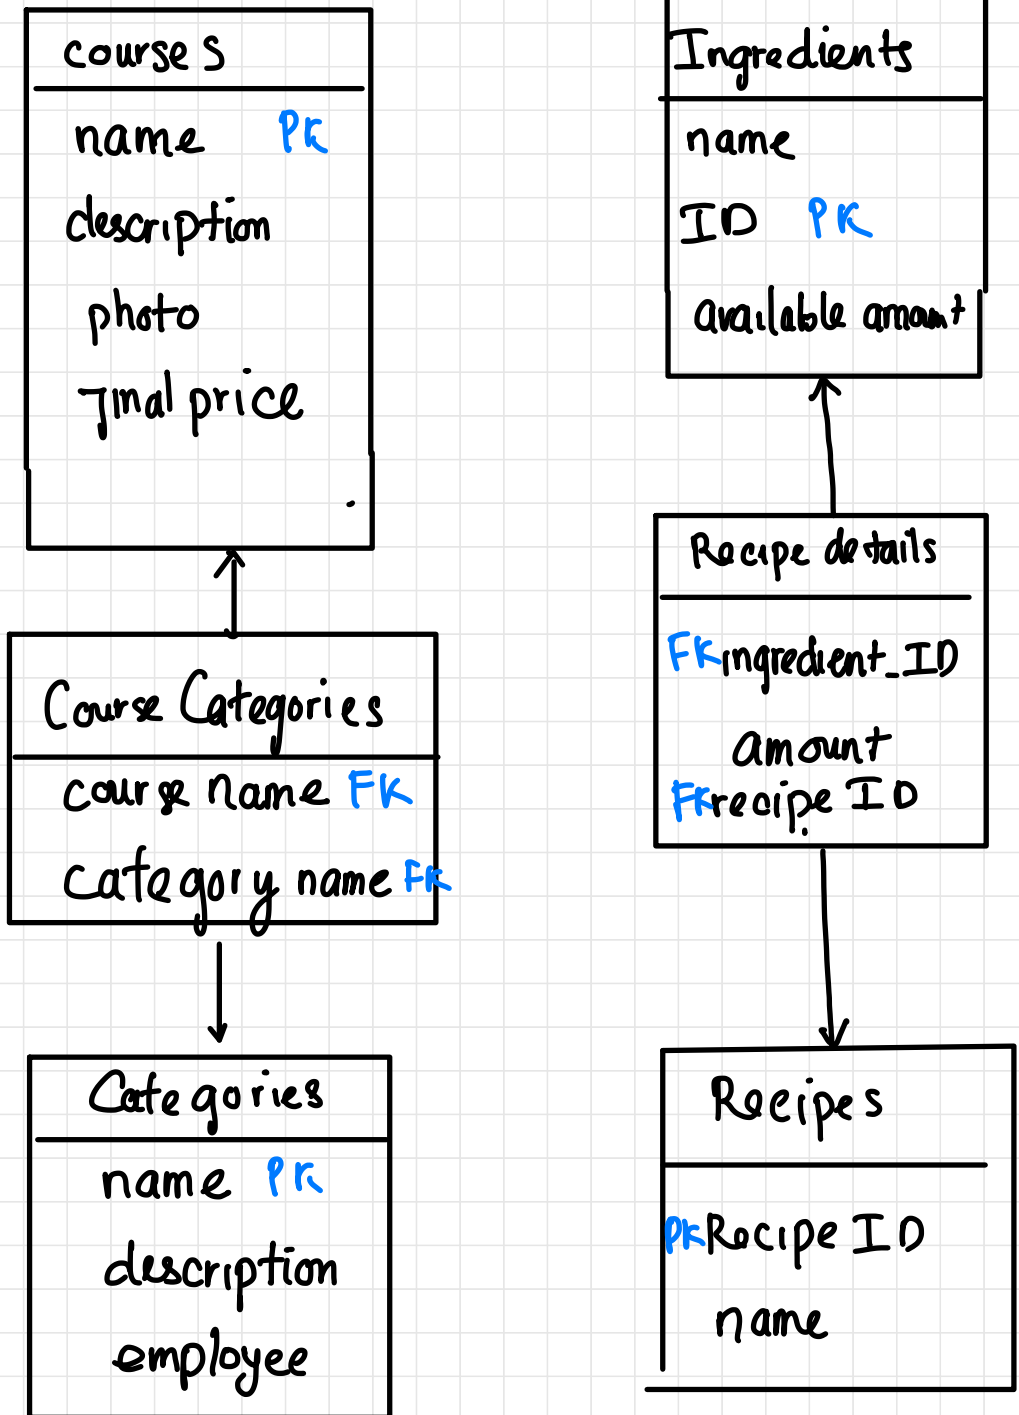 courses
name PK
description
photo
final price
Course Categories
course name FK
Category name FK
Categories
name PK
description
employee
Ingredients
name
ID PK
available amount
Recipe details
FK ingredient_ID
amount
FK recipe ID
Recipes
PK Recipe ID
name